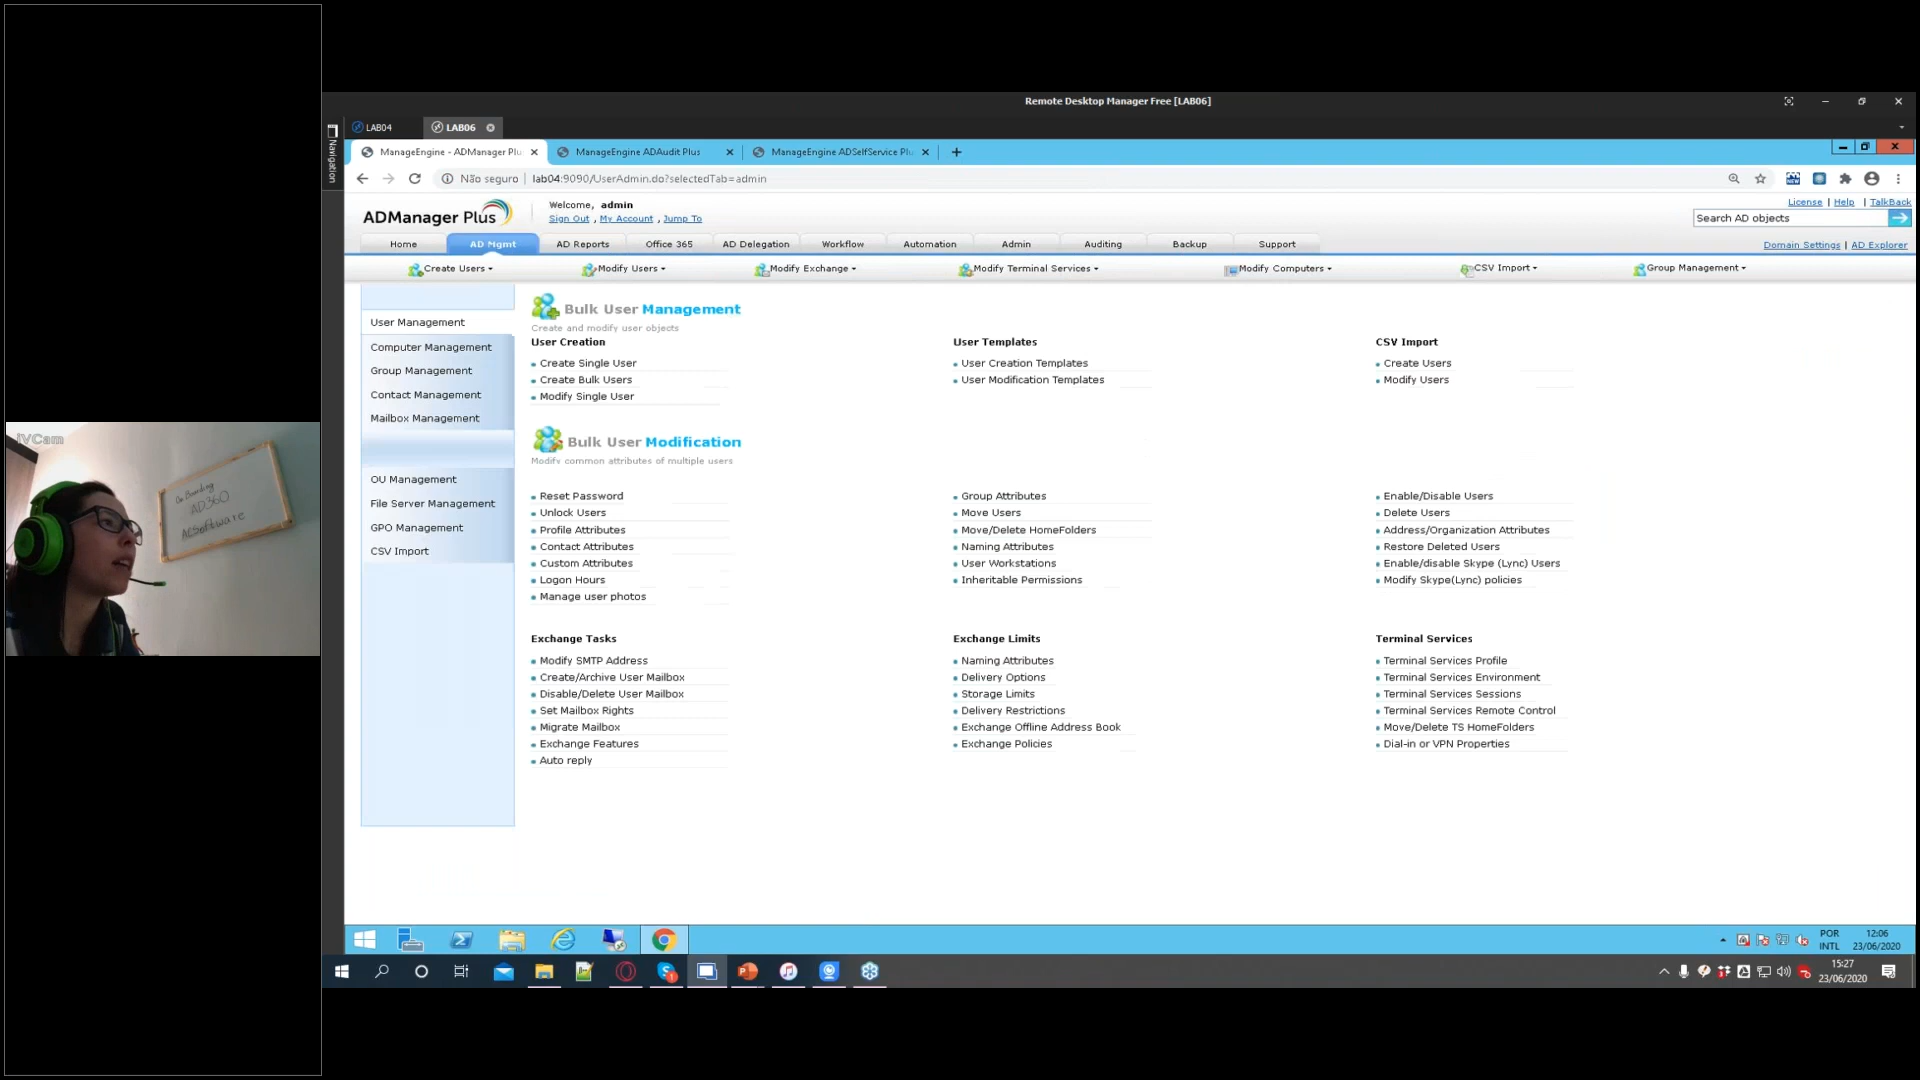 Remote Desktop Manager Free [LAB06]
Navigation
LAB04
LAB06
ManageEngine - ADManager Plu
ManageEngine ADAudit Plus
ManageEngine ADSelfService Plu
Não seguro | lab04:9090/UserAdmin.do?selectedTab=admin
ADManager Plus
Welcome, admin
Sign Out , My Account , Jump To
License | Help | TalkBack
Search AD objects
Domain Settings | AD Explorer
Home
AD Mgmt
AD Reports
Office 365
AD Delegation
Workflow
Automation
Admin
Auditing
Backup
Support
Create Users
Modify Users
Modify Exchange
Modify Terminal Services
Modify Computers
CSV Import
Group Management
User Management
Computer Management
Group Management
Contact Management
Mailbox Management
OU Management
File Server Management
GPO Management
CSV Import
Bulk User Management
Create and modify user objects
User Creation
Create Single User
Create Bulk Users
Modify Single User
User Templates
User Creation Templates
User Modification Templates
CSV Import
Create Users
Modify Users
Bulk User Modification
Modify common attributes of multiple users
Reset Password
Unlock Users
Profile Attributes
Contact Attributes
Custom Attributes
Logon Hours
Manage user photos
Group Attributes
Move Users
Move/Delete HomeFolders
Naming Attributes
User Workstations
Inheritable Permissions
Enable/Disable Users
Delete Users
Address/Organization Attributes
Restore Deleted Users
Enable/disable Skype (Lync) Users
Modify Skype(Lync) policies
Exchange Tasks
Modify SMTP Address
Create/Archive User Mailbox
Disable/Delete User Mailbox
Set Mailbox Rights
Migrate Mailbox
Exchange Features
Auto reply
Exchange Limits
Naming Attributes
Delivery Options
Storage Limits
Delivery Restrictions
Exchange Offline Address Book
Exchange Policies
Terminal Services
Terminal Services Profile
Terminal Services Environment
Terminal Services Sessions
Terminal Services Remote Control
Move/Delete TS HomeFolders
Dial-in or VPN Properties
iVCam
On Boarding
AD360
ACSoftware
POR
INTL
12:06
23/06/2020
15:27
23/06/2020